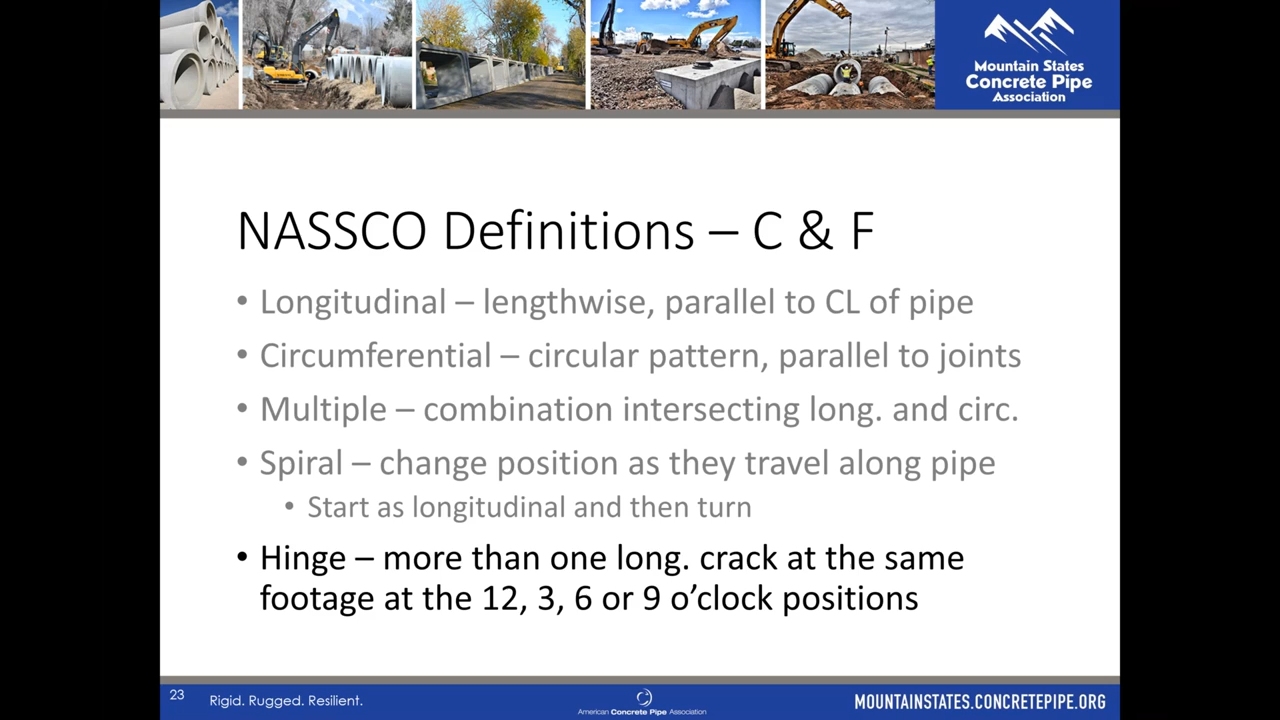 Mountain States
Concrete Pipe
Association
NASSCO Definitions – C & F
• Longitudinal – lengthwise, parallel to CL of pipe
• Circumferential – circular pattern, parallel to joints
• Multiple – combination intersecting long. and circ.
• Spiral – change position as they travel along pipe
• Start as longitudinal and then turn
• Hinge – more than one long. crack at the same
footage at the 12, 3, 6 or 9 o’clock positions
23
Rigid. Rugged. Resilient.
American Concrete Pipe Association
MOUNTAINSTATES.CONCRETEPIPE.ORG